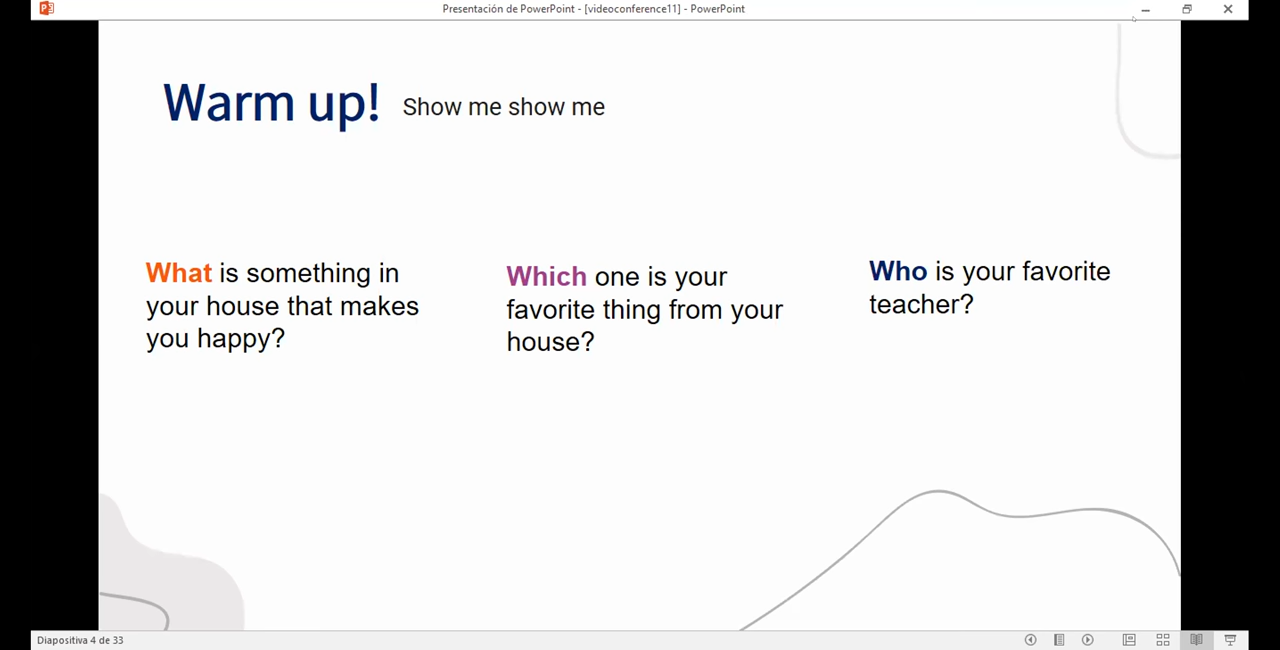 Presentación de PowerPoint - [videoconference11] - PowerPoint
Warm up! Show me show me
What is something in
your house that makes
you happy?
Which one is your
favorite thing from your
house?
Who is your favorite
teacher?
Diapositiva 4 de 33